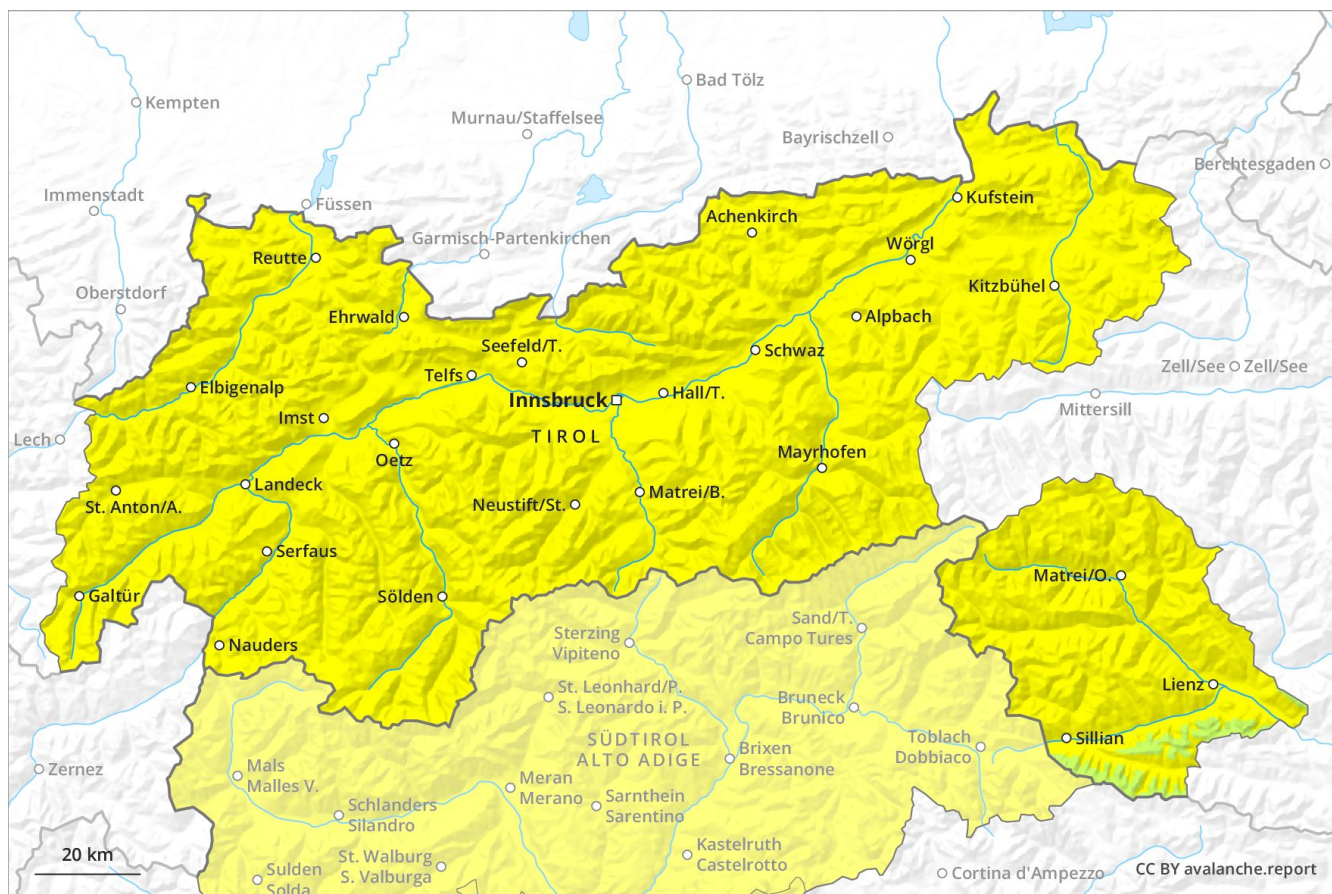 Bad Tölz
Kempten
Murnau/Staffelsee
Bayrischzell
Berchtesgaden
Immenstadt
Füssen
Kufstein
Achenkirch
Garmisch-Partenkirchen
Wörgl
Reutte
Kitzbühel
Oberstdorf
Ehrwald
Alpbach
Seefeld/T.
Schwaz
Zell/See
Zell/See
Telfs
Elbigenalp
Hall/T.
Innsbruck
Mittersill
Imst
TIROL
Lech
Oetz
Mayrhofen
Landeck
St. Anton/A.
Neustift/St.
Matrei/B.
Serfaus
Matrei/O.
Galtür
Sölden
Sand/T.
Campo Tures
Sterzing
Vipiteno
Nauders
Lienz
St. Leonhard/P.
S. Leonardo i. P.
Bruneck
Brunico
SÜDTIROL
ALTO ADIGE
Toblach
Dobbiaco
Sillian
Brixen
Bressanone
Zernez
Mals
Malles V.
Meran
Merano
Sarnthein
Sarentino
Schlanders
Silandro
20 km
Kastelruth
Castelrotto
St. Walburg
S. Valburga
Sulden
Solda
Cortina d'Ampezzo
CC BY avalanche.report